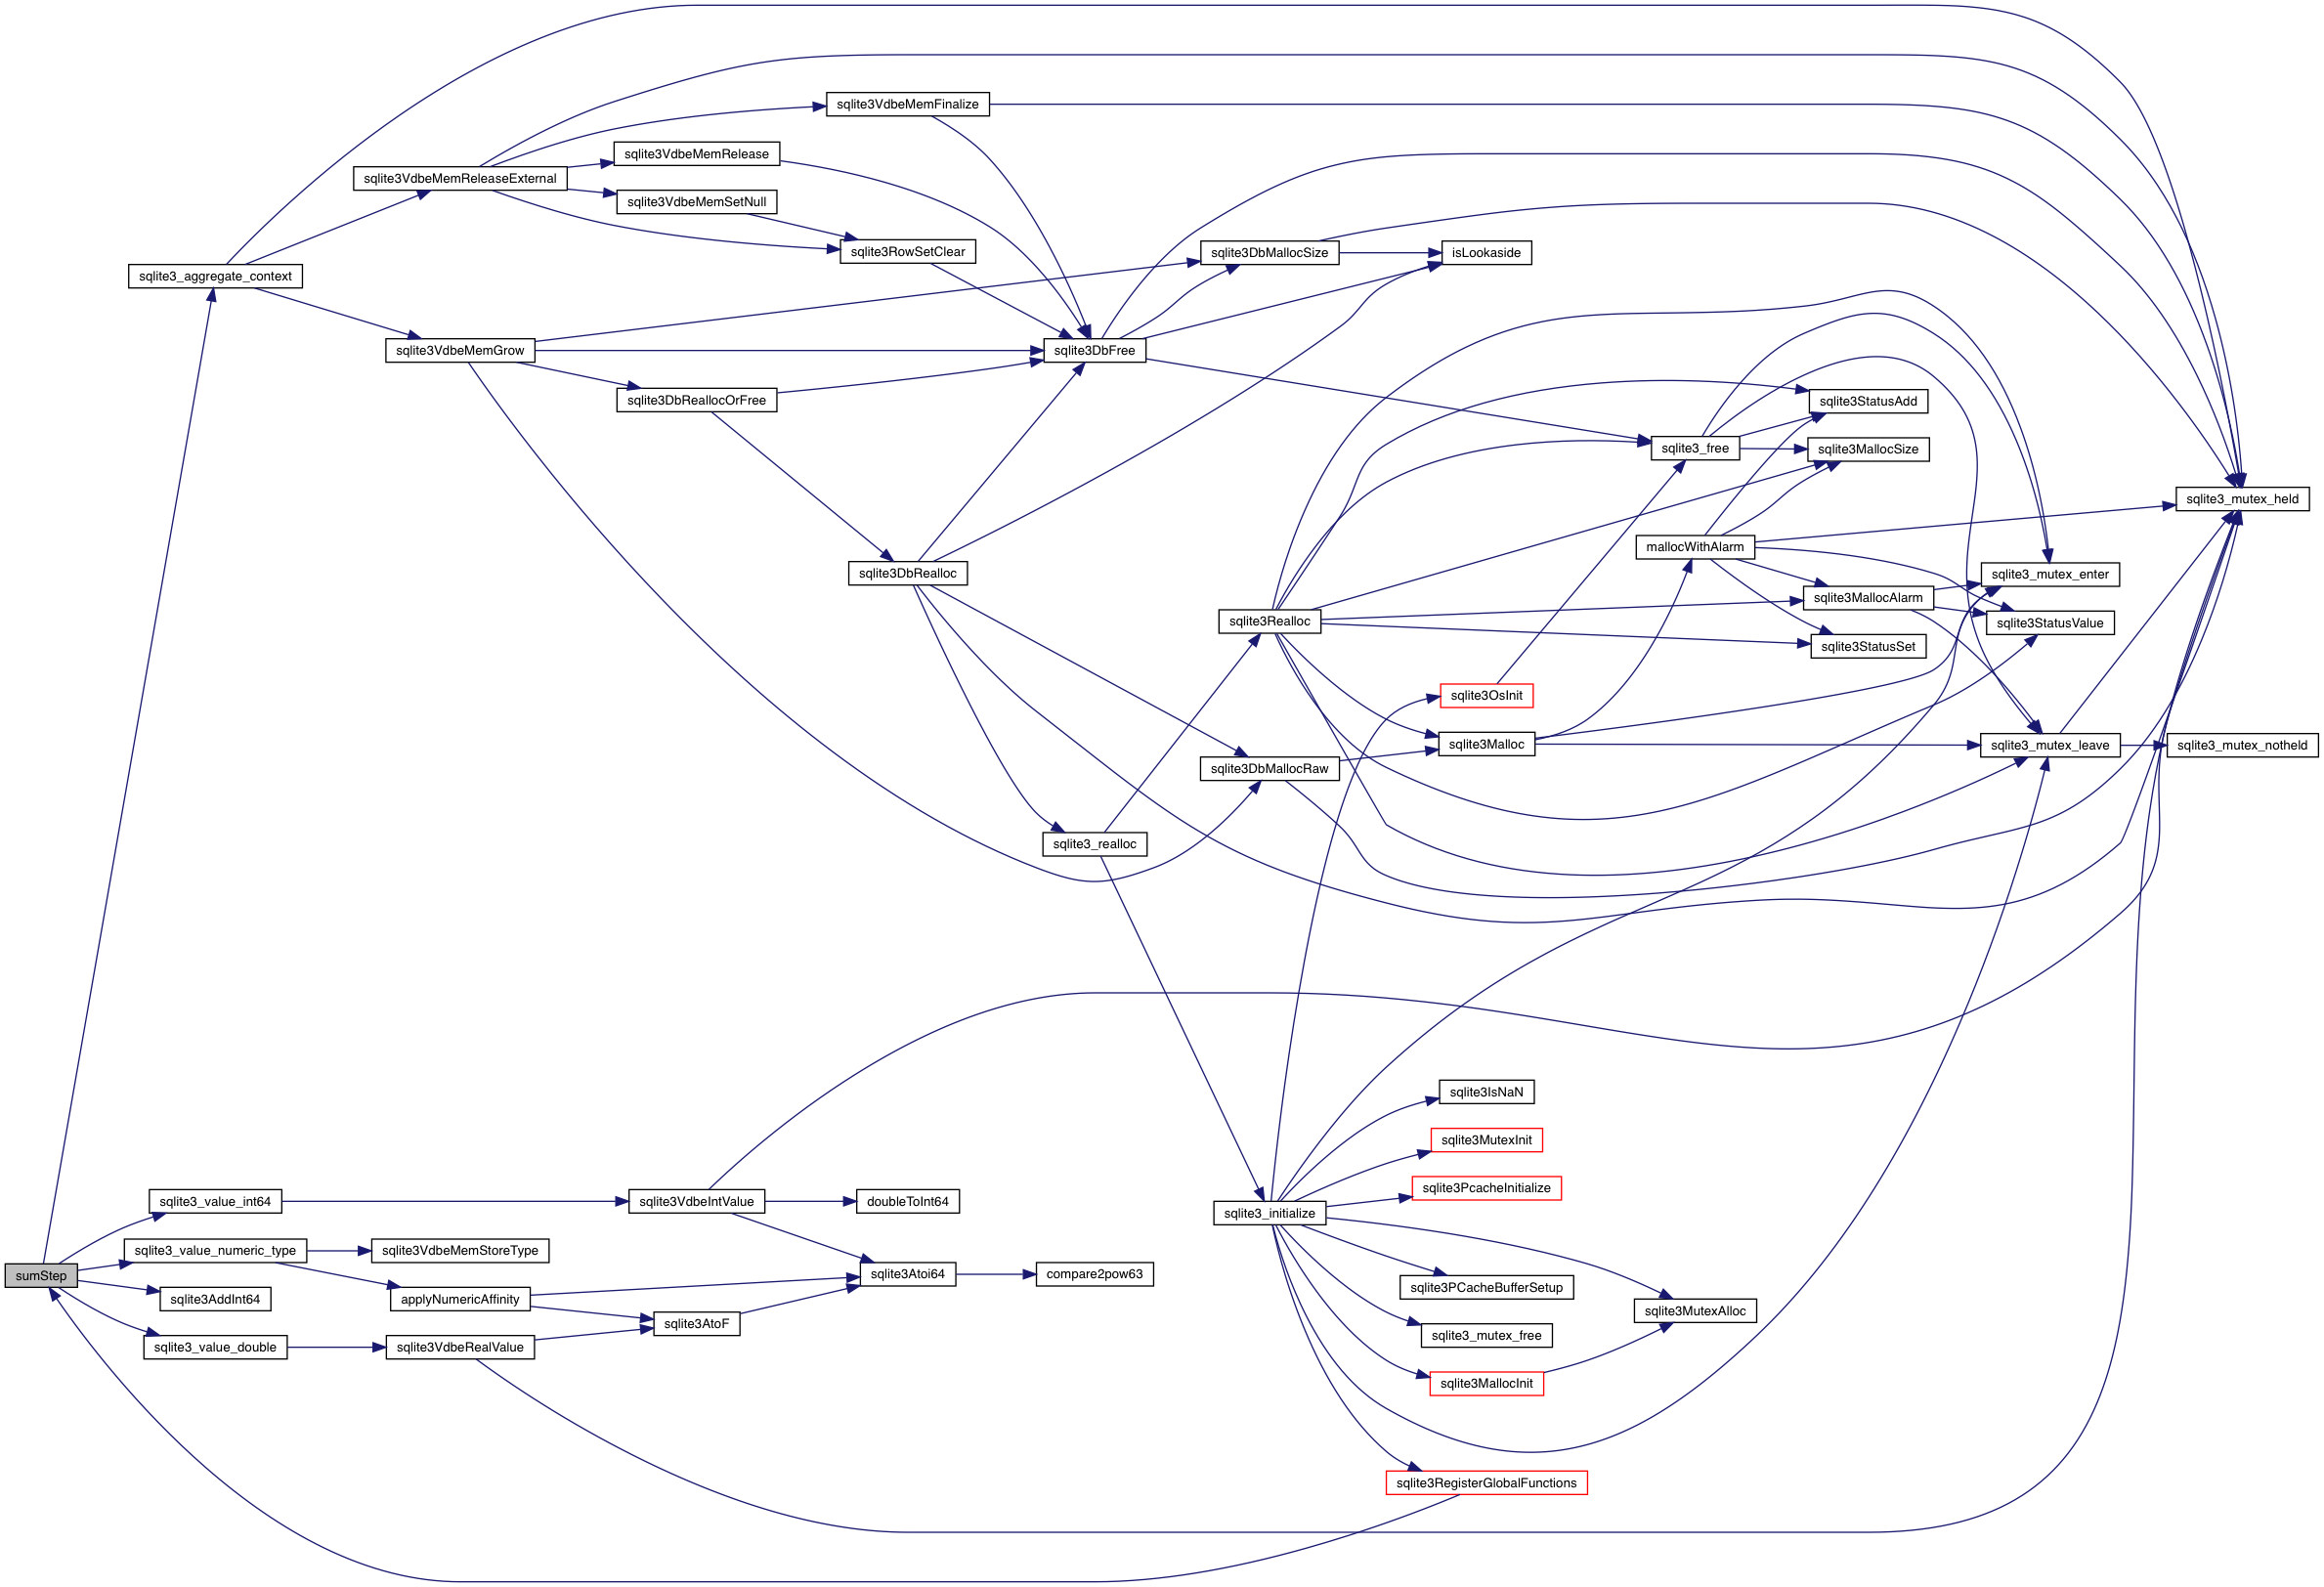 sqlite3VdbeMemFinalize
sqlite3VdbeMemRelease
sqlite3VdbeMemReleaseExternal
sqlite3VdbeMemSetNull
sqlite3RowSetClear
sqlite3DbMallocSize
isLookaside
sqlite3_aggregate_context
sqlite3VdbeMemGrow
sqlite3DbFree
sqlite3DbReallocOrFree
sqlite3StatusAdd
sqlite3_free
sqlite3MallocSize
sqlite3_mutex_held
mallocWithAlarm
sqlite3DbRealloc
sqlite3_mutex_enter
sqlite3MallocAlarm
sqlite3Realloc
sqlite3StatusValue
sqlite3StatusSet
sqlite3OsInit
sqlite3Malloc
sqlite3_mutex_leave
sqlite3_mutex_notheld
sqlite3DbMallocRaw
sqlite3_realloc
sqlite3IsNaN
sqlite3MutexInit
sqlite3PcacheInitialize
sqlite3_value_int64
sqlite3VdbeIntValue
doubleToInt64
sqlite3_initialize
sqlite3_value_numeric_type
sqlite3VdbeMemStoreType
sumStep
sqlite3Atoi64
compare2pow63
sqlite3PCacheBufferSetup
sqlite3AddInt64
applyNumericAffinity
sqlite3MutexAlloc
sqlite3AtoF
sqlite3_mutex_free
sqlite3_value_double
sqlite3VdbeRealValue
sqlite3MallocInit
sqlite3RegisterGlobalFunctions